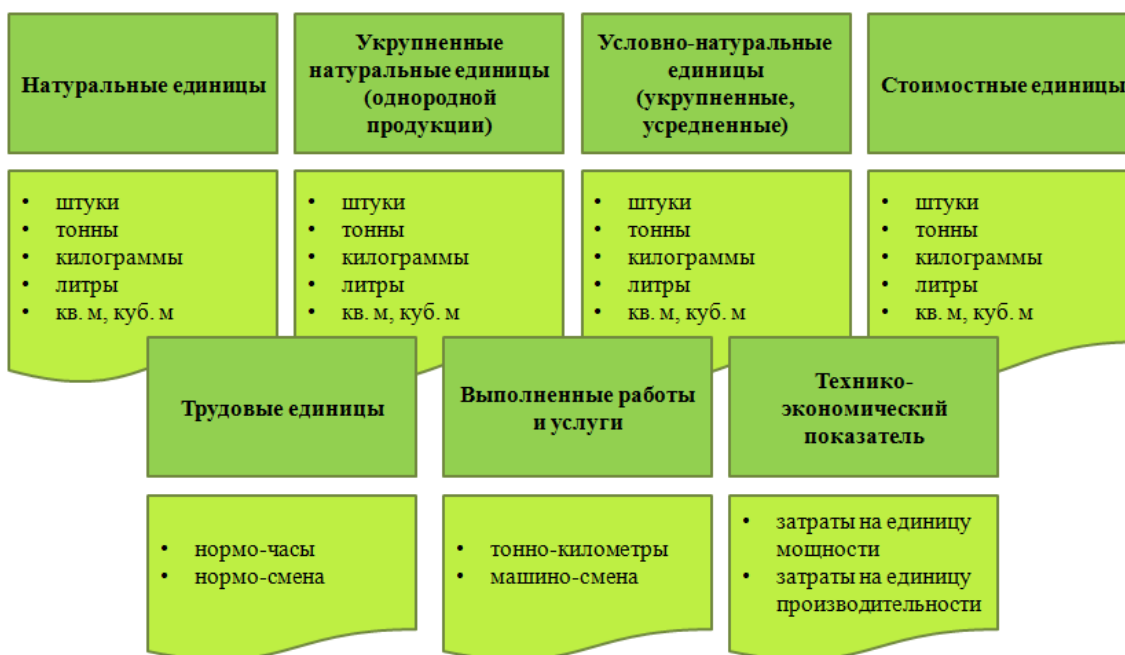 Натуральные единицы
Укрупненные
натуральные единицы
(однородной
продукции)
Условно-натуральные
единицы
(укрупненные,
усредненные)
Стоимостные единицы
• штуки
• тонны
• килограммы
• литры
• кв. м, куб. м
• штуки
• тонны
• килограммы
• литры
• кв. м, куб. м
• штуки
• тонны
• килограммы
• литры
• кв. м, куб. м
• штуки
• тонны
• килограммы
• литры
• кв. м, куб. м
Трудовые единицы
Выполненные работы
и услуги
Технико-
экономический
показатель
• нормо-часы
• нормо-смена
• тонно-километры
• машино-смена
• затраты на единицу
мощности
• затраты на единицу
производительности